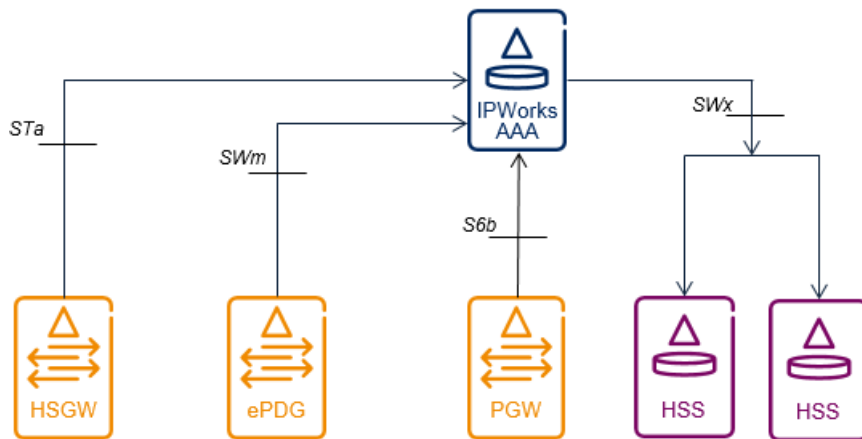 IPWorks
AAA
SWx
STa
SWm
S6b
HSGW
ePDG
PGW
HSS
HSS